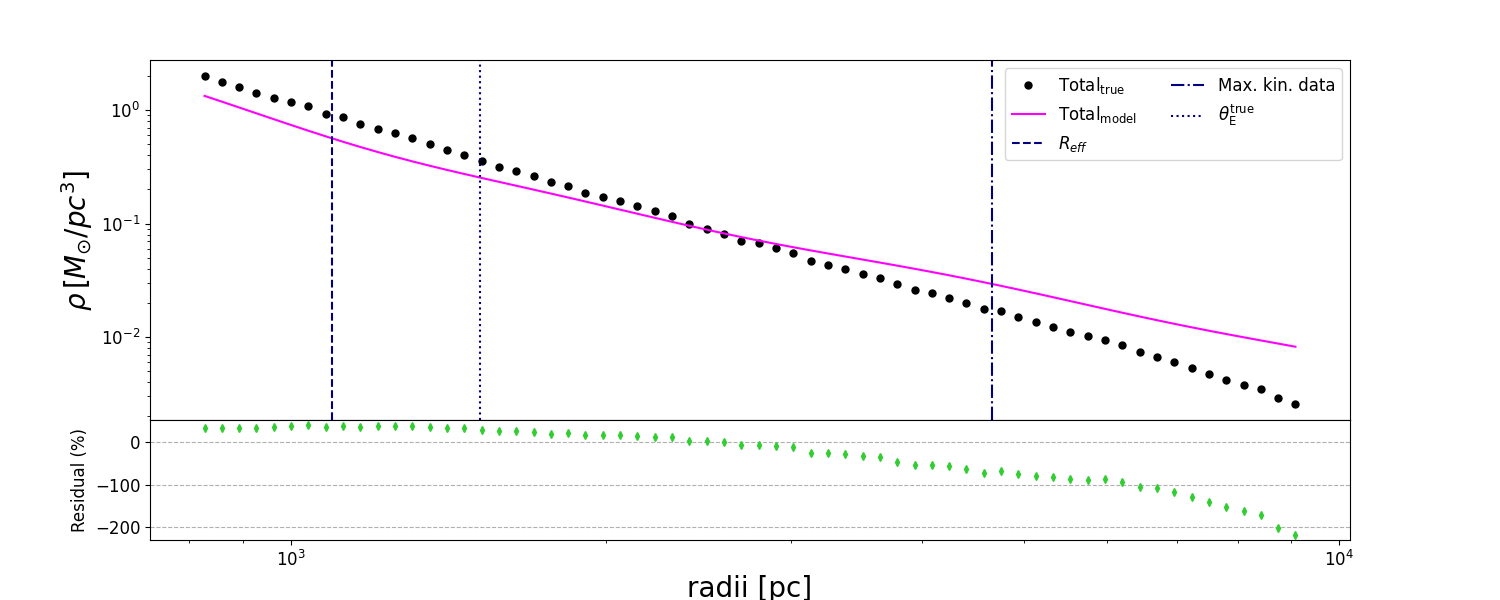 ρ [M⊙/pc³]
10⁰
10⁻¹
10⁻²
Total_true
Total_model
R_eff
Max. kin. data
θ_E^true
Residual (%)
0
−100
−200
10³
10⁴
radii [pc]